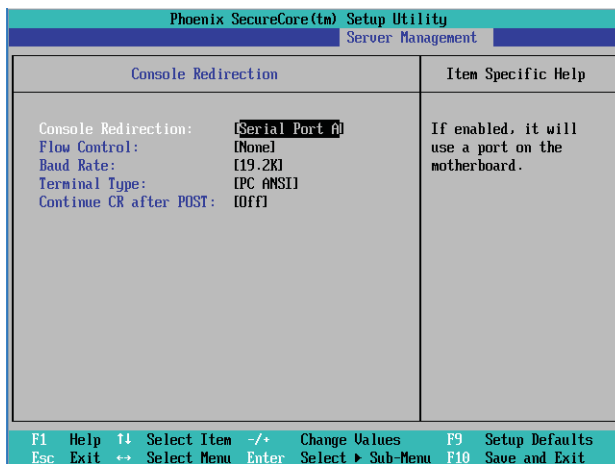 Phoenix SecureCore(tm) Setup Utility
Server Management
Console Redirection
Item Specific Help
Console Redirection: [Serial Port A]
Flow Control: [None]
Baud Rate: [19.2K]
Terminal Type: [PC ANSI]
Continue CR after POST: [Off]
If enabled, it will
use a port on the
motherboard.
F1 Help ↑↓ Select Item -/+ Change Values F9 Setup Defaults
Esc Exit ↔ Select Menu Enter Select ▶ Sub-Menu F10 Save and Exit